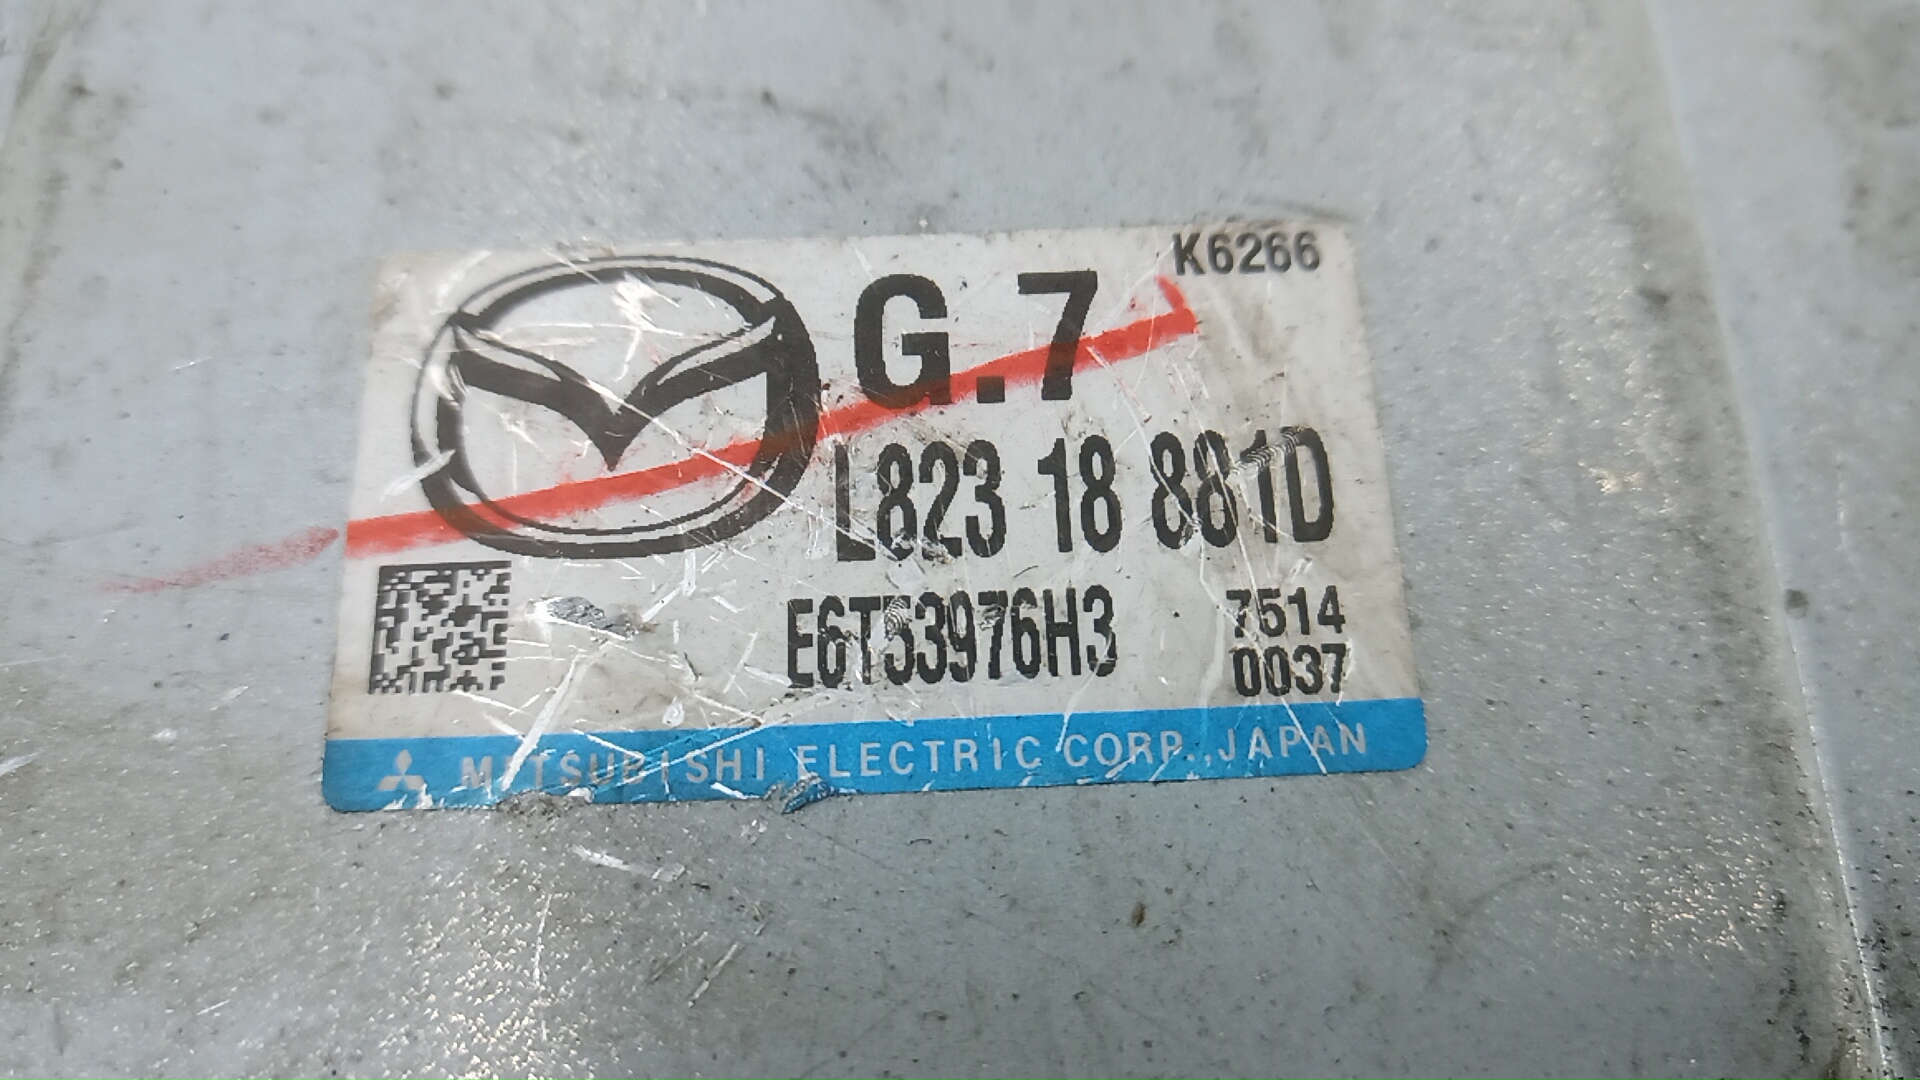 K6266
G.7
L823 18 881D
E6T53976H3
7514
0037
MITSUBISHI ELECTRIC CORP.,JAPAN